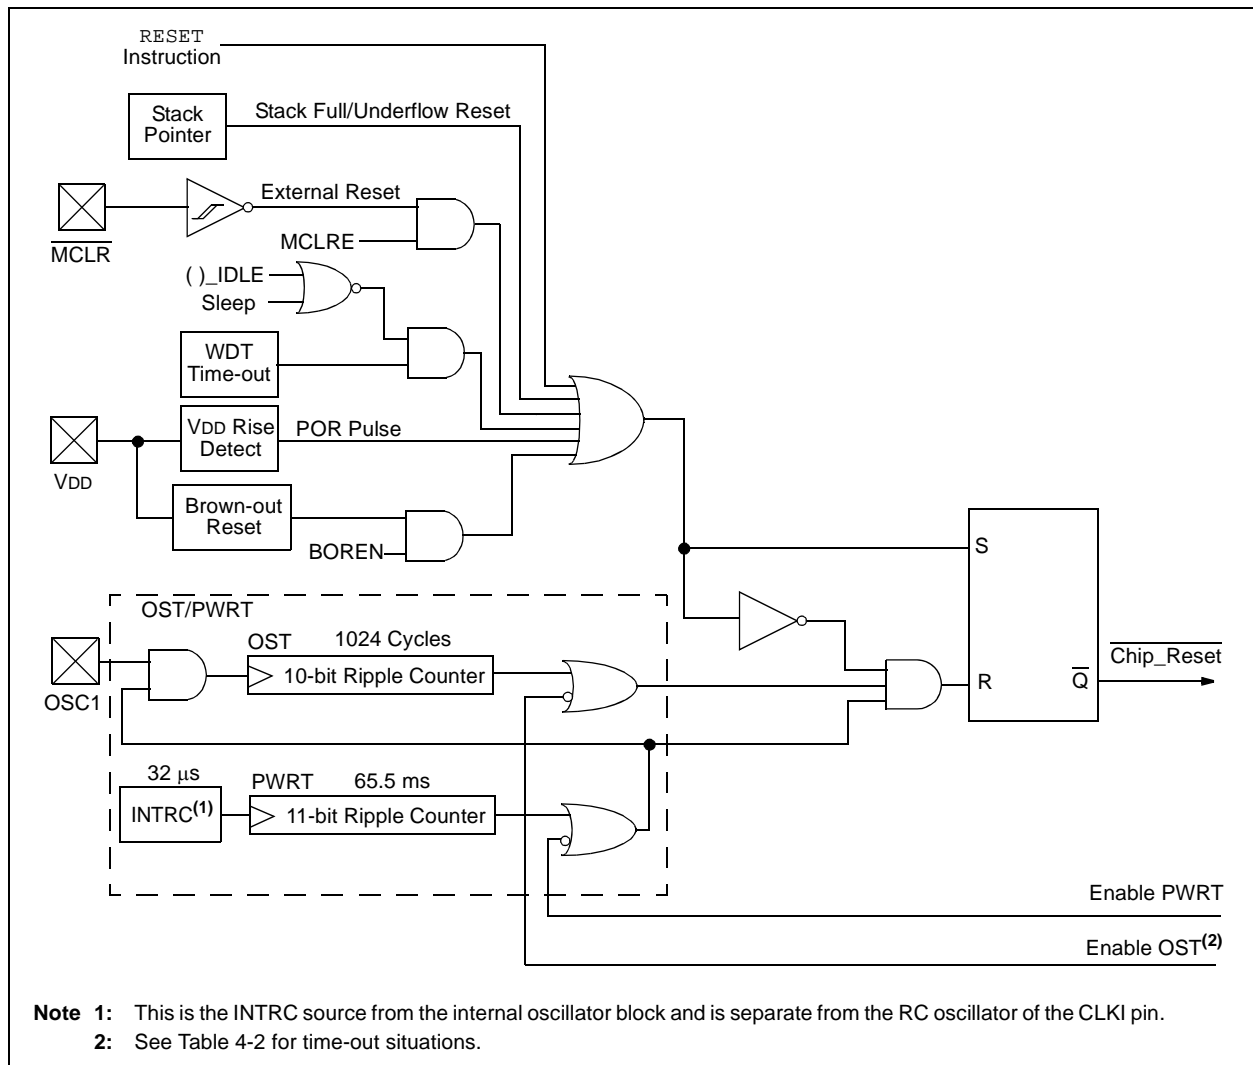 RESET
Instruction
Stack
Pointer
Stack Full/Underflow Reset
External Reset
MCLR
MCLRE
( )_IDLE
Sleep
WDT
Time-out
VDD Rise
Detect
POR Pulse
VDD
Brown-out
Reset
BOREN
S
OST/PWRT
OST
1024 Cycles
10-bit Ripple Counter
OSC1
R
Q
Chip_Reset
32 μs
INTRC(1)
PWRT
65.5 ms
11-bit Ripple Counter
Enable PWRT
Enable OST(2)
Note 1: This is the INTRC source from the internal oscillator block and is separate from the RC oscillator of the CLKI pin.
2: See Table 4-2 for time-out situations.